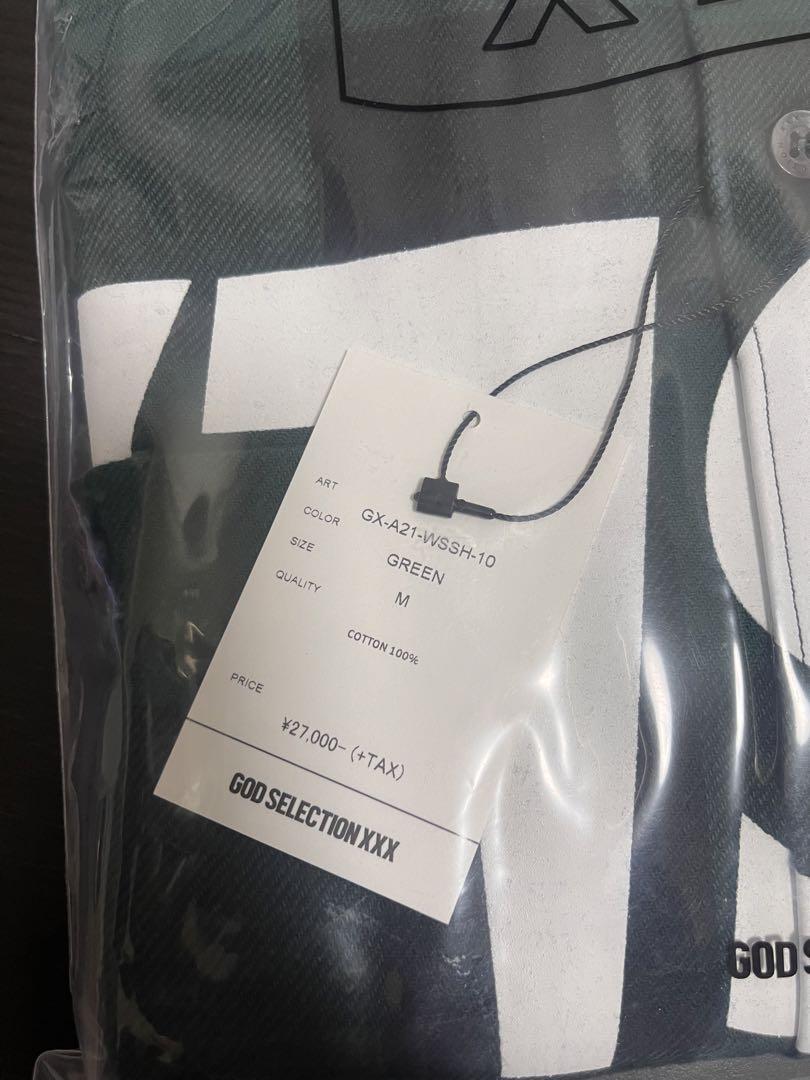 ART GX-A21-WSSH-10
COLOR GREEN
SIZE M
QUALITY COTTON 100%
PRICE ¥27,000- (+TAX)
GOD SELECTION XXX
GOD S